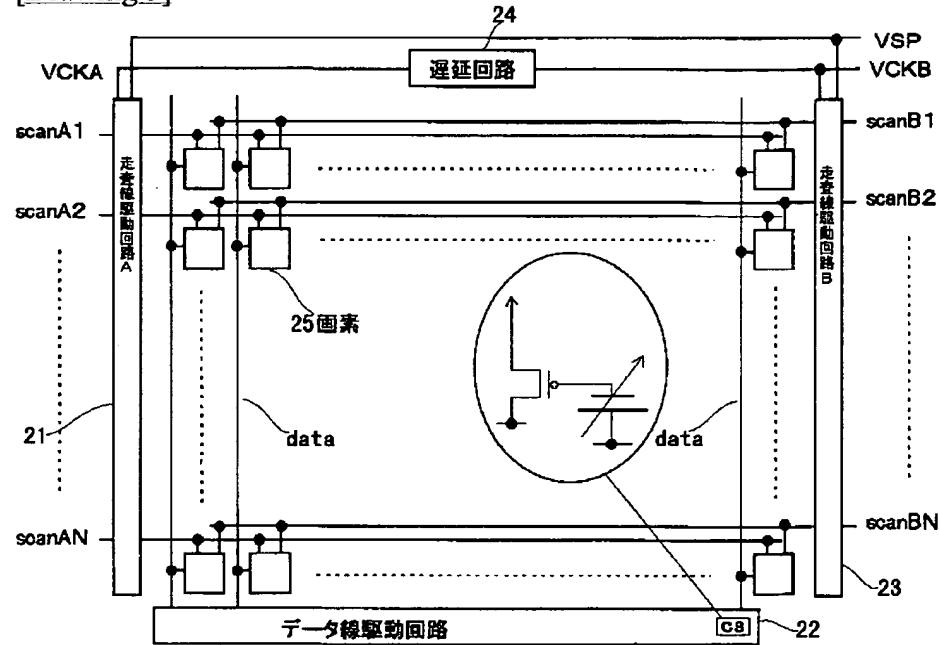 24
VSP
VCKA
遅延回路
VCKB
scanA1
scanB1
走査線駆動回路A
走査線駆動回路B
scanA2
scanB2
25画素
21
data
data
scanAN
scanBN
23
データ線駆動回路
CS
22